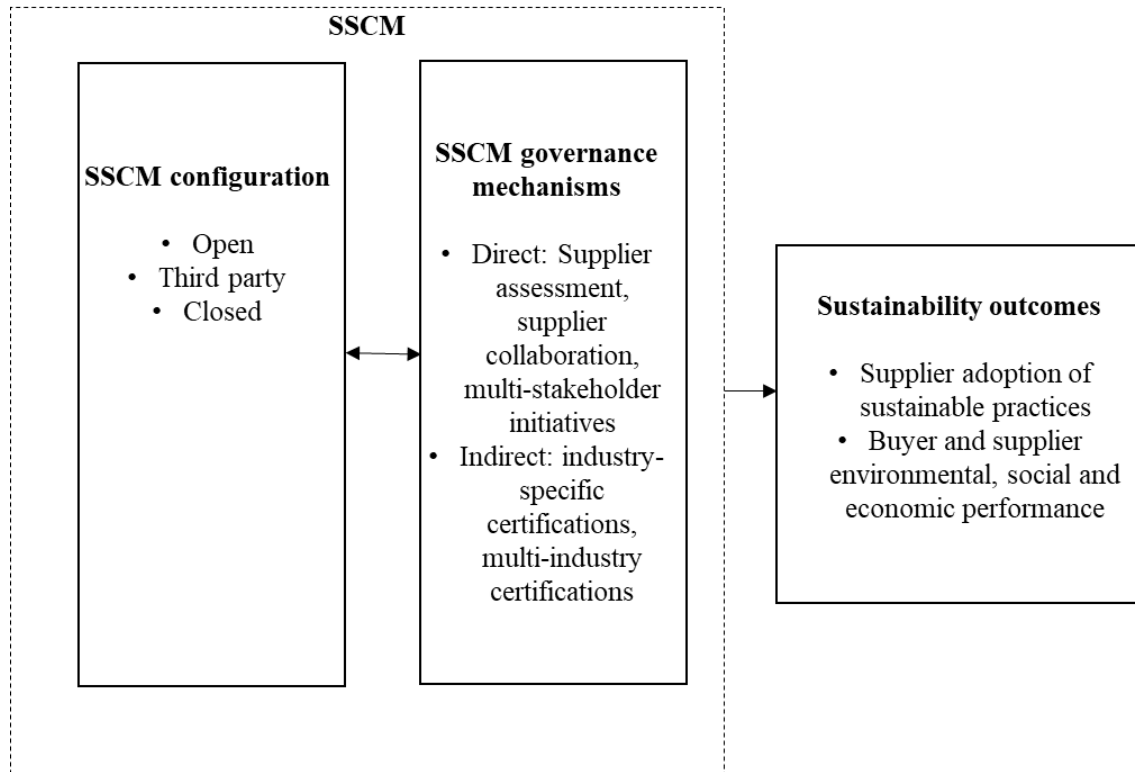 SSCM
SSCM configuration
• Open
• Third party
• Closed
SSCM governance
mechanisms
• Direct: Supplier
assessment,
supplier
collaboration,
multi-stakeholder
initiatives
• Indirect: industry-
specific
certifications,
multi-industry
certifications
Sustainability outcomes
• Supplier adoption of
sustainable practices
• Buyer and supplier
environmental, social and
economic performance